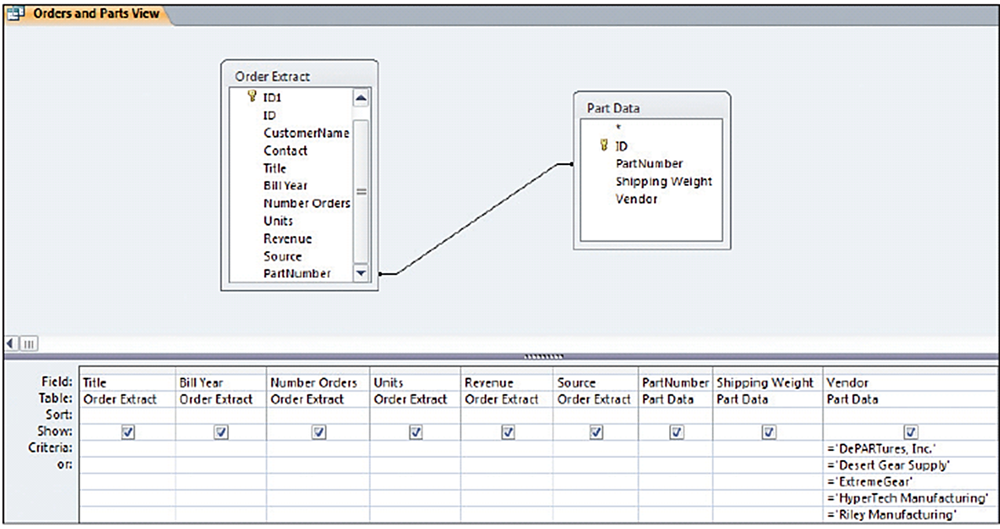 Orders and Parts View
Order Extract
ID1
ID
CustomerName
Contact
Title
Bill Year
Number Orders
Units
Revenue
Source
PartNumber
Part Data
*
ID
PartNumber
Shipping Weight
Vendor
Field: Title Bill Year Number Orders Units Revenue Source PartNumber Shipping Weight Vendor
Table: Order Extract Order Extract Order Extract Order Extract Order Extract Order Extract Part Data Part Data Part Data
Sort:
Show:
Criteria: ='DePARTures, Inc.'
or: ='Desert Gear Supply'
='ExtremeGear'
='HyperTech Manufacturing'
='Riley Manufacturing'